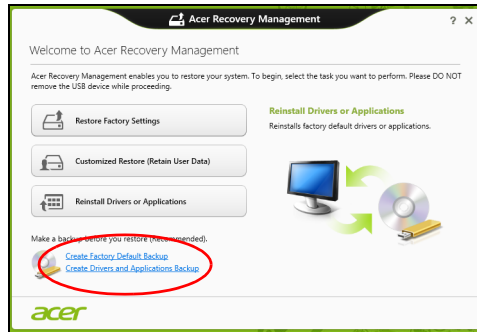 Acer Recovery Management
? X
Welcome to Acer Recovery Management
Acer Recovery Management enables you to restore your system. To begin, select the task you want to perform. Please DO NOT
remove the USB device while proceeding.
Restore Factory Settings
Customized Restore (Retain User Data)
Reinstall Drivers or Applications
Reinstall Drivers or Applications
Reinstalls factory default drivers or applications.
Make a backup before you restore (Recommended).
Create Factory Default Backup
Create Drivers and Applications Backup
acer